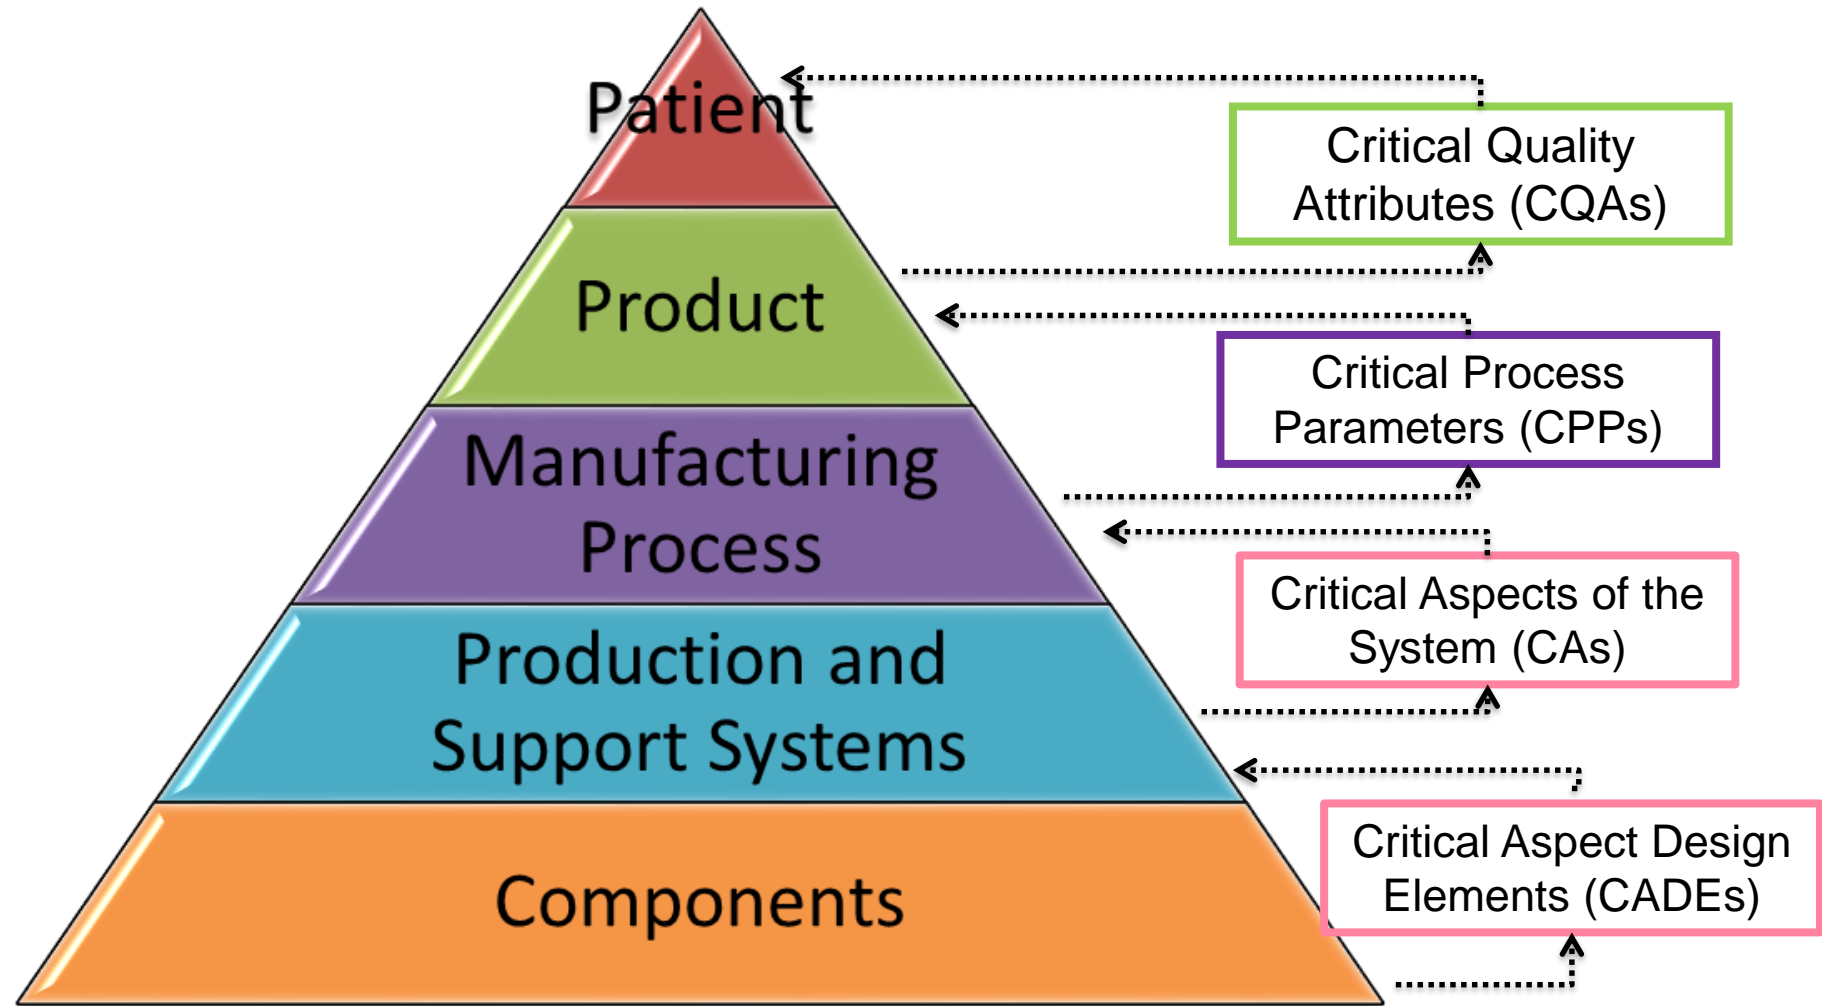 Patient
Critical Quality
Attributes (CQAs)
Product
Critical Process
Parameters (CPPs)
Manufacturing
Process
Critical Aspects of the
System (CAs)
Production and
Support Systems
Critical Aspect Design
Elements (CADEs)
Components